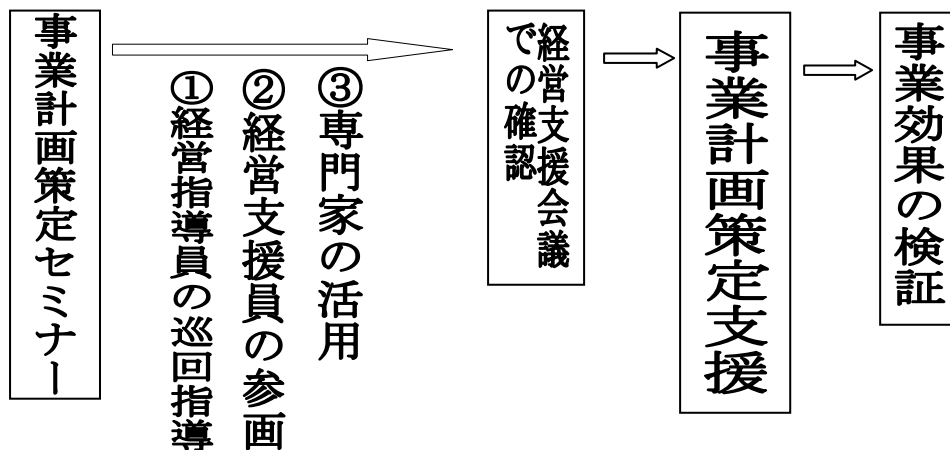 事業計画策定セミナー
①経営指導員の巡回指導
②経営支援員の参画
③専門家の活用
経営支援会議
での確認
事業計画策定支援
事業効果の検証